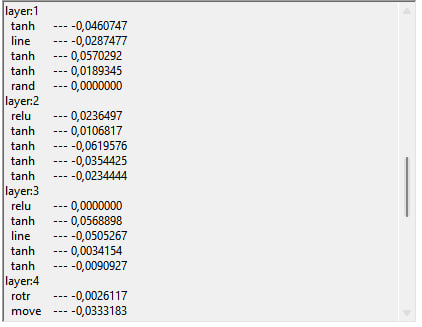 layer:1
tanh --- -0,0460747
line --- -0,0287477
tanh --- 0,0570292
tanh --- 0,0189345
rand --- 0,0000000
layer:2
relu --- 0,0236497
tanh --- 0,0106817
tanh --- -0,0619576
tanh --- -0,0354425
tanh --- -0,0234444
layer:3
relu --- 0,0000000
tanh --- 0,0568898
line --- -0,0505267
tanh --- 0,0034154
tanh --- -0,0090927
layer:4
rotr --- -0,0026117
move --- -0,0333183